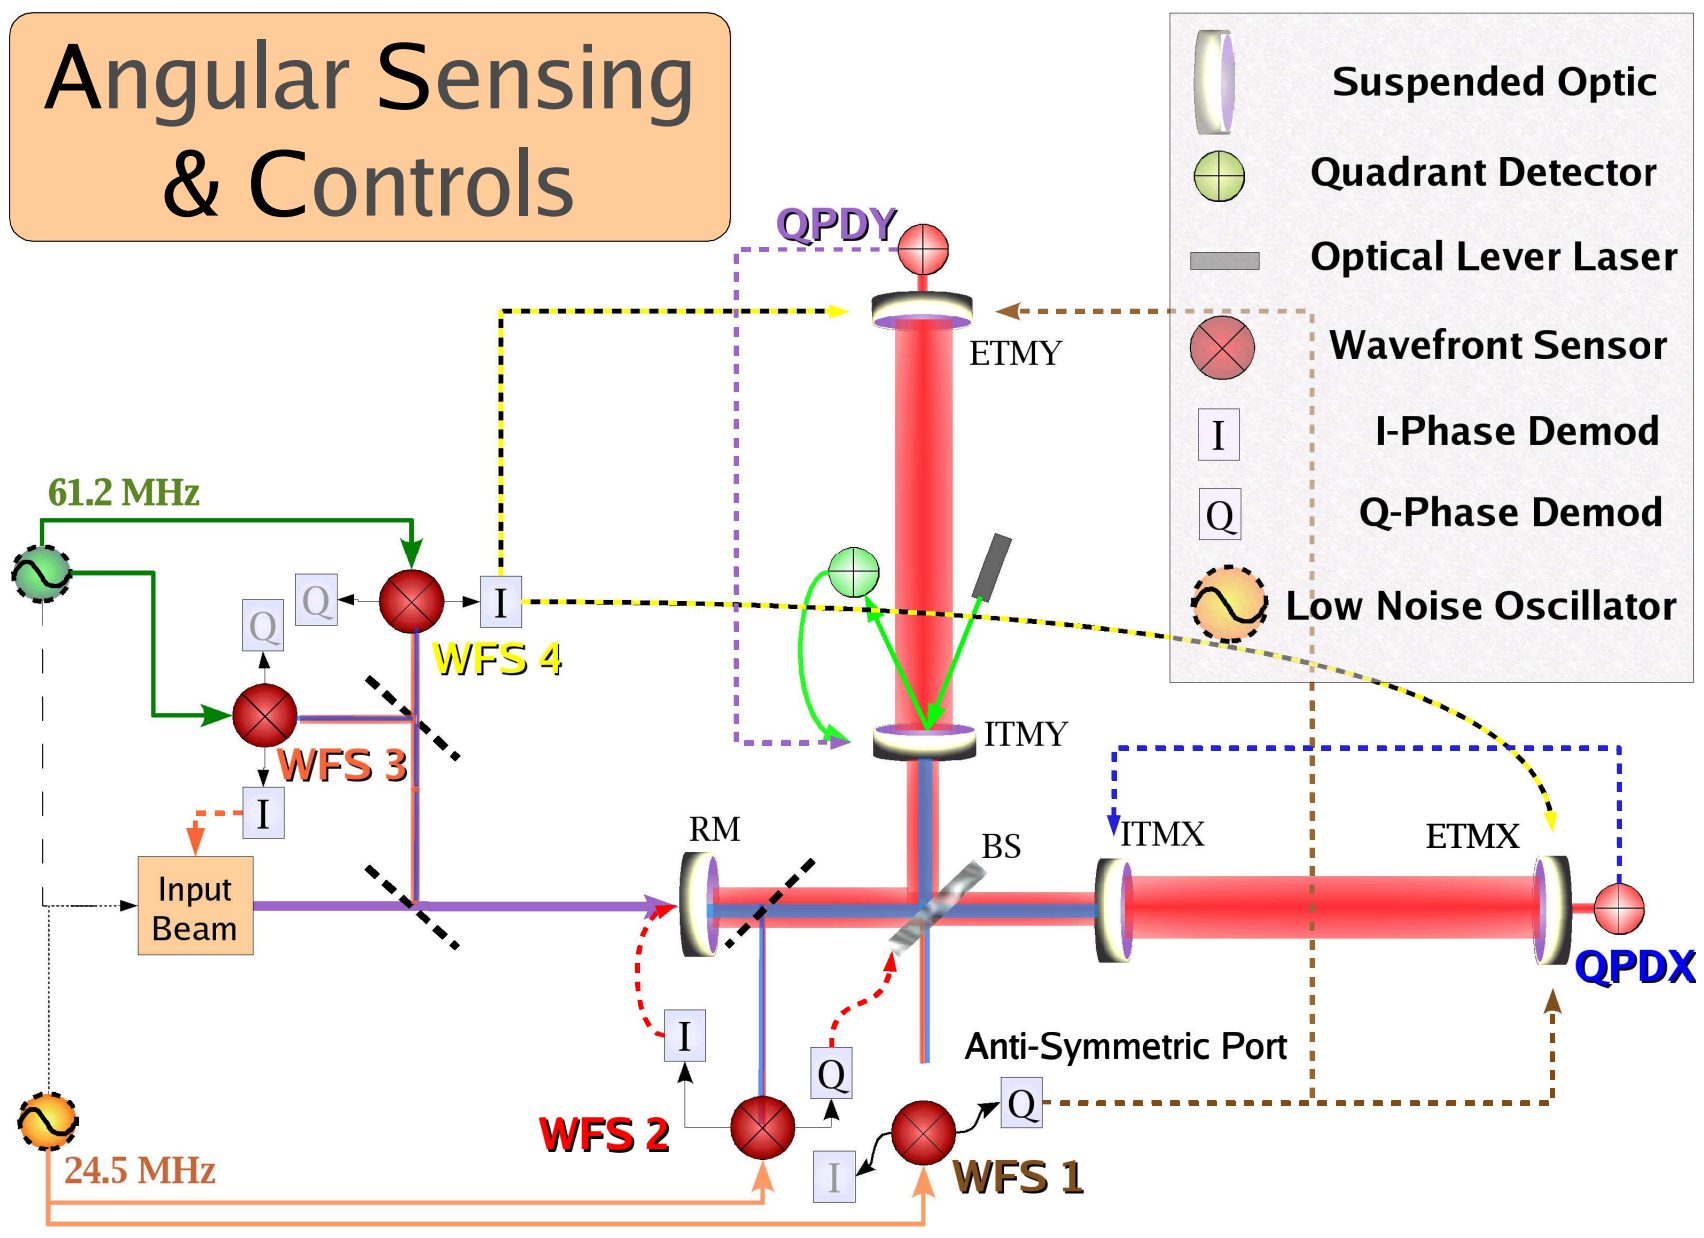 Angular Sensing
& Controls
Suspended Optic
Quadrant Detector
Optical Lever Laser
Wavefront Sensor
I
I-Phase Demod
Q
Q-Phase Demod
Low Noise Oscillator
QPDY
ETMY
61.2 MHz
Q
I
Q
WFS 4
WFS 3
I
ITMY
RM
BS
ITMX
ETMX
Input
Beam
QPDX
I
Q
Anti-Symmetric Port
Q
WFS 2
I
WFS 1
24.5 MHz